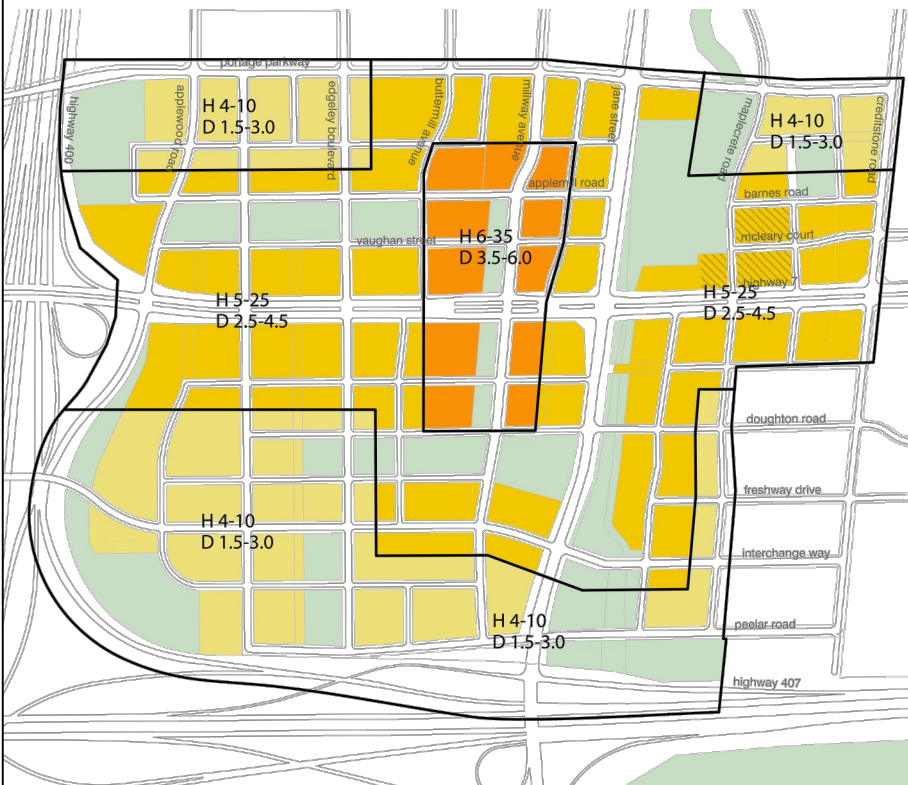 portage parkway
highway 400
applewood road
H 4-10
D 1.5-3.0
edgeley boulevard
buttermill avenue
millway avenue
jane street
maplecrete road
H 4-10
D 1.5-3.0
creditstone road
applemill road
barnes road
vaughan street
H 6-35
D 3.5-6.0
mcleary court
highway 7
H 5-25
D 2.5-4.5
H 5-25
D 2.5-4.5
doughton road
freshway drive
H 4-10
D 1.5-3.0
interchange way
H 4-10
D 1.5-3.0
peelar road
highway 407